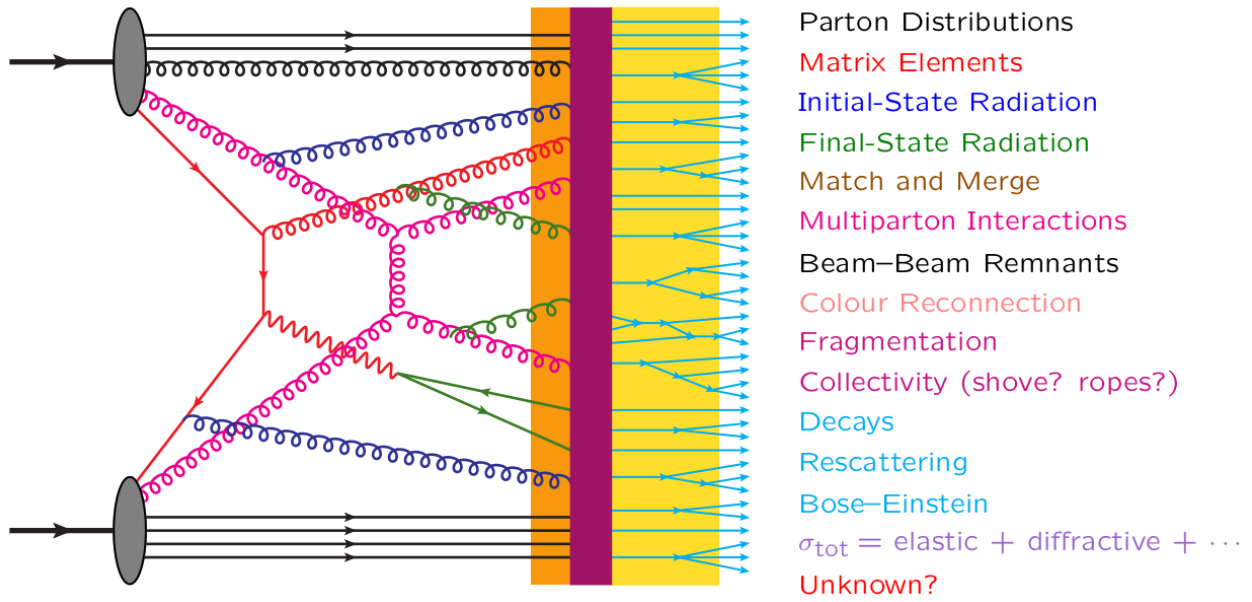 Parton Distributions
Matrix Elements
Initial-State Radiation
Final-State Radiation
Match and Merge
Multiparton Interactions
Beam–Beam Remnants
Colour Reconnection
Fragmentation
Collectivity (shove? ropes?)
Decays
Rescattering
Bose–Einstein
σtot = elastic + diffractive + ···
Unknown?